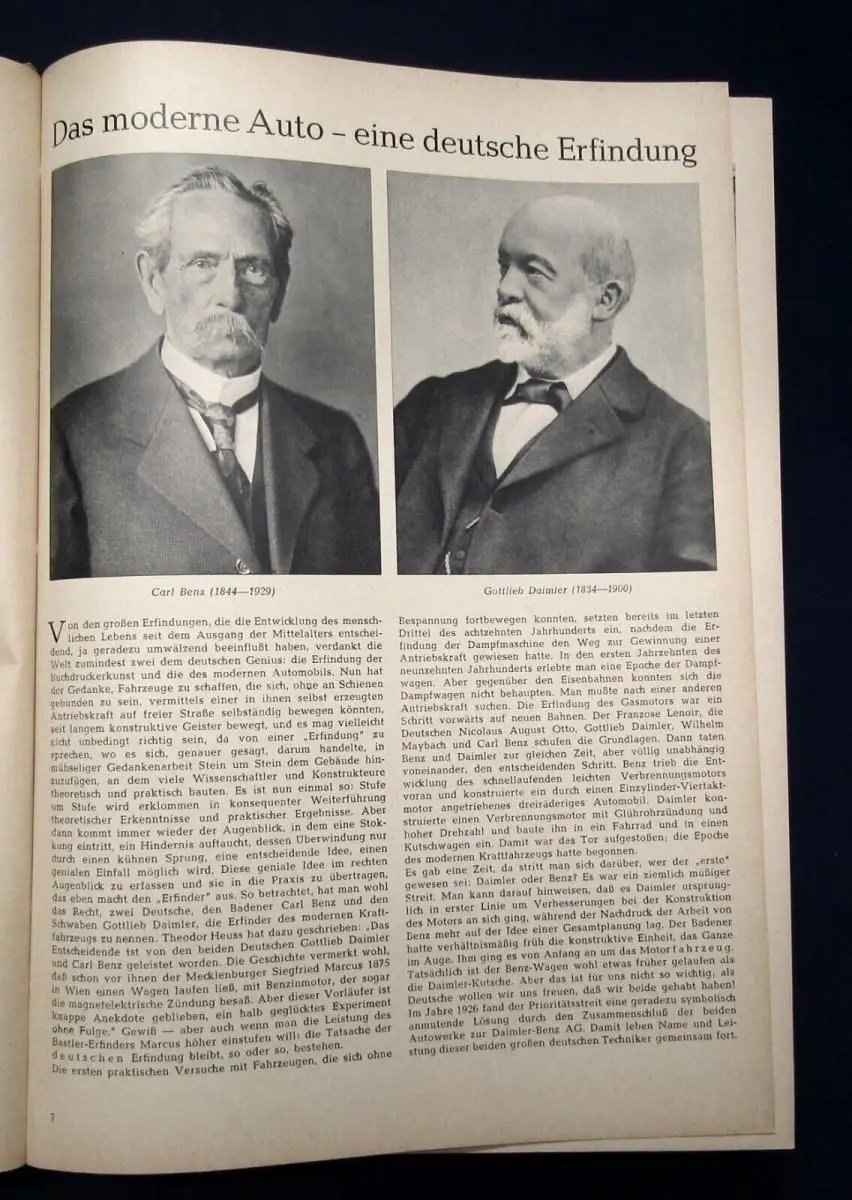 Das moderne Auto – eine deutsche Erfindung
Carl Benz (1844—1929)
Gottlieb Daimler (1834—1900)
Von den großen Erfindungen, die die Entwicklung des mensch-
lichen Lebens seit dem Ausgang der Mittelalters entschei-
dend, ja geradezu umwälzend beeinflußt haben, verdankt die
Welt zumindest zwei dem deutschen Genius: die Erfindung der
Buchdruckerkunst und die des modernen Automobils. Nun hat
der Gedanke, Fahrzeuge zu schaffen, die sich, ohne an Schienen
gebunden zu sein, vermittels einer in ihnen selbst erzeugten
Antriebskraft auf freier Straße selbständig bewegen könnten,
seit langem konstruktive Geister bewegt, und es mag vielleicht
nicht unbedingt richtig sein, da von einer „Erfindung" zu
sprechen, wo es sich, genauer gesagt, darum handelte, in
mühseliger Gedankenarbeit Stein um Stein dem Gebäude hin-
zuzufügen, an dem viele Wissenschaftler und Konstrukteure
theoretisch und praktisch bauten. Es ist nun einmal so: Stufe
um Stufe wird erklommen in konsequenter Weiterführung
theoretischer Erkenntnisse und praktischer Ergebnisse. Aber
dann kommt immer wieder der Augenblick, in dem eine Stok-
kung eintritt, ein Hindernis auftaucht, dessen Überwindung nur
durch einen kühnen Sprung, eine entscheidende Idee, einen
genialen Einfall möglich wird. Diese geniale Idee im rechten
Augenblick zu erfassen und sie in die Praxis zu übertragen,
das eben macht den „Erfinder" aus. So betrachtet, hat man wohl
das Recht, zwei Deutsche, den Badener Carl Benz und den
Schwaben Gottlieb Daimler, die Erfinder des modernen Kraft-
fahrzeugs zu nennen. Theodor Heuss hat dazu geschrieben: „Das
Entscheidende ist von den beiden Deutschen Gottlieb Daimler
und Carl Benz geleistet worden. Die Geschichte vermerkt wohl,
daß schon vor ihnen der Mecklenburger Siegfried Marcus 1875
in Wien einen Wagen laufen ließ, mit Benzinmotor, der sogar
die magnetelektrische Zündung besaß. Aber dieser Vorläufer ist
knappe Anekdote geblieben, ein halb geglücktes Experiment
ohne Folge." Gewiß — aber auch wenn man die Leistung des
Bastler-Erfinders Marcus höher einstufen will: die Tatsache der
deutschen Erfindung bleibt, so oder so, bestehen.
Die ersten praktischen Versuche mit Fahrzeugen, die sich ohne
Bespannung fortbewegen konnten, setzten bereits im letzten
Drittel des achtzehnten Jahrhunderts ein, nachdem die Er-
findung der Dampfmaschine den Weg zur Gewinnung einer
Antriebskraft gewiesen hatte. In den ersten Jahrzehnten des
neunzehnten Jahrhunderts erlebte man eine Epoche der Dampf-
wagen. Aber gegenüber den Eisenbahnen konnten sich die
Dampfwagen nicht behaupten. Man mußte nach einer anderen
Antriebskraft suchen. Die Erfindung des Gasmotors war ein
Schritt vorwärts auf neuen Bahnen. Der Franzose Lenoir, die
Deutschen Nicolaus August Otto, Gottlieb Daimler, Wilhelm
Maybach und Carl Benz schufen die Grundlagen. Dann taten
Benz und Daimler zur gleichen Zeit, aber völlig unabhängig
voneinander, den entscheidenden Schritt. Benz trieb die Ent-
wicklung des schnellaufenden leichten Verbrennungsmotors
voran und konstruierte ein durch einen Einzylinder-Viertakt-
motor angetriebenes dreirädriges Automobil. Daimler kon-
struierte einen Verbrennungsmotor mit Glührohrzündung und
hoher Drehzahl und baute ihn in ein Fahrrad und in einen
Kutschwagen ein. Damit war das Tor aufgestoßen; die Epoche
des modernen Kraftfahrzeugs hatte begonnen.
Es gab eine Zeit, da stritt man sich darüber, wer der „erste"
gewesen sei: Daimler oder Benz? Es war ein ziemlich müßiger
Streit. Man kann darauf hinweisen, daß es Daimler ursprüng-
lich in erster Linie um Verbesserungen bei der Konstruktion
des Motors an sich ging, während der Nachdruck der Arbeit von
Benz mehr auf der Idee einer Gesamtplanung lag. Der Badener
hatte verhältnismäßig früh die konstruktive Einheit, das Ganze
im Auge. Ihm ging es von Anfang an um das Motorfahrzeug.
Tatsächlich ist der Benz-Wagen wohl etwas früher gelaufen als
die Daimler-Kutsche. Aber das ist für uns nicht so wichtig, als
Deutsche wollen wir uns freuen, daß wir beide gehabt haben!
Im Jahre 1926 fand der Prioritätsstreit eine geradezu symbolisch
anmutende Lösung durch den Zusammenschluß der beiden
Autowerke zur Daimler-Benz AG. Damit leben Name und Lei-
stung dieser beiden großen deutschen Techniker gemeinsam fort.
7